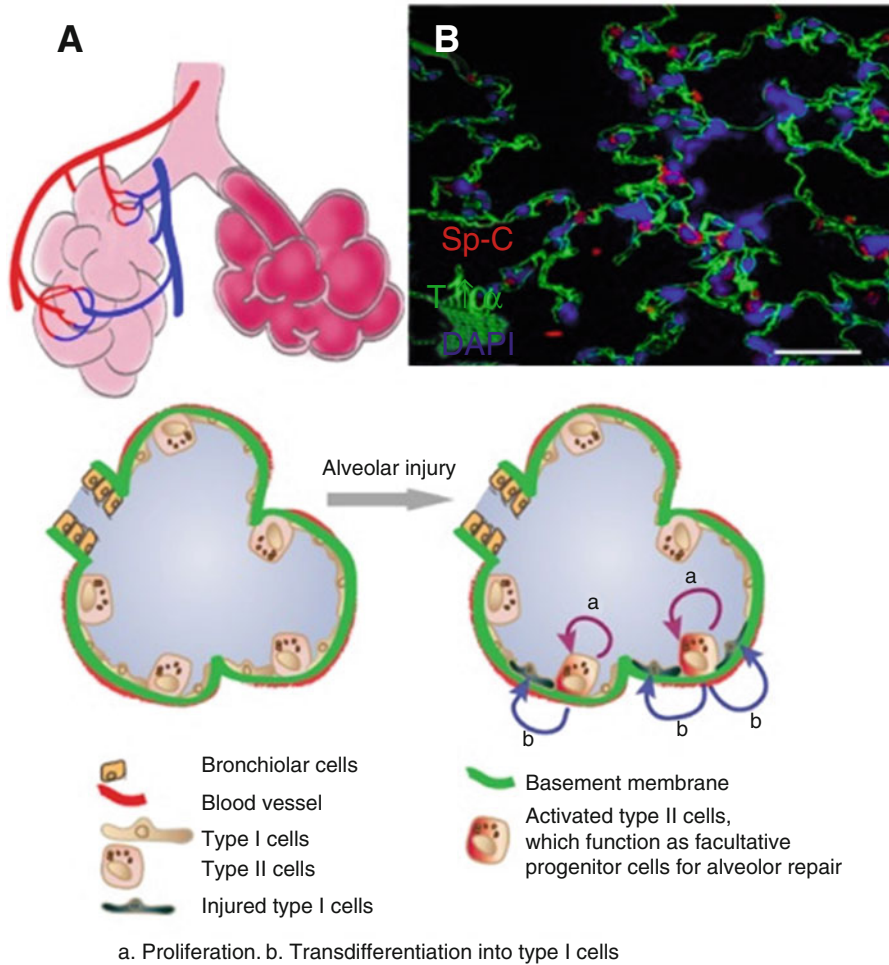 A
B
Sp-C
T1α
DAPI
Alveolar injury
a
a
b
b
b
Bronchiolar cells
Blood vessel
Type I cells
Type II cells
Injured type I cells
Basement membrane
Activated type II cells,
which function as facultative
progenitor cells for alveolor repair
a. Proliferation. b. Transdifferentiation into type I cells